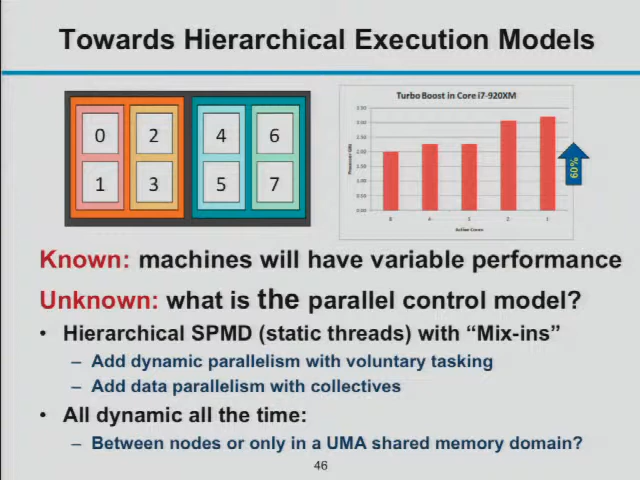 Towards Hierarchical Execution Models
0 2 4 6
1 3 5 7
Turbo Boost in Core i7-920XM
60%
Active Cores
Known: machines will have variable performance
Unknown: what is the parallel control model?
• Hierarchical SPMD (static threads) with “Mix-ins”
– Add dynamic parallelism with voluntary tasking
– Add data parallelism with collectives
• All dynamic all the time:
– Between nodes or only in a UMA shared memory domain?
46